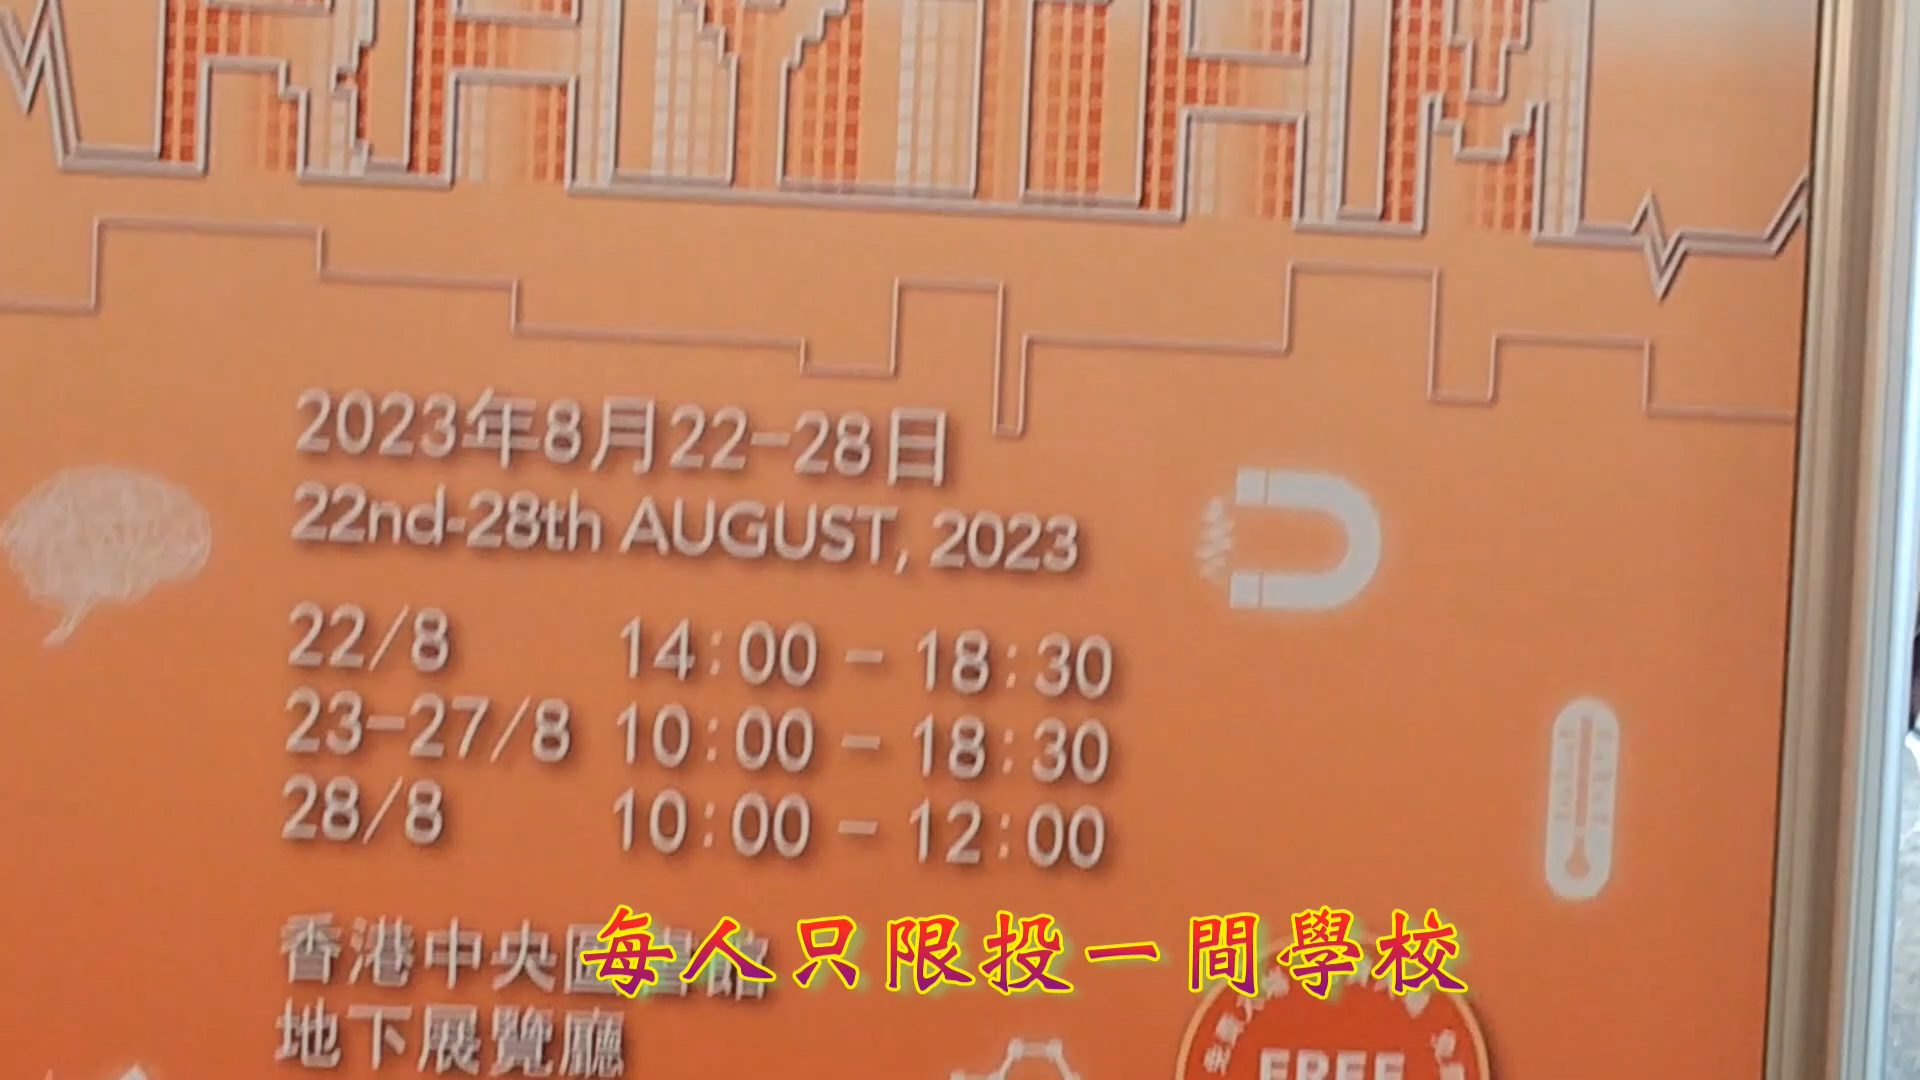 2023年8月22-28日
22nd-28th AUGUST, 2023
22/8 14:00 - 18:30
23-27/8 10:00 - 18:30
28/8 10:00 - 12:00
香港中央圖書館
每人只限投一間學校
地下展覽廳
FREE